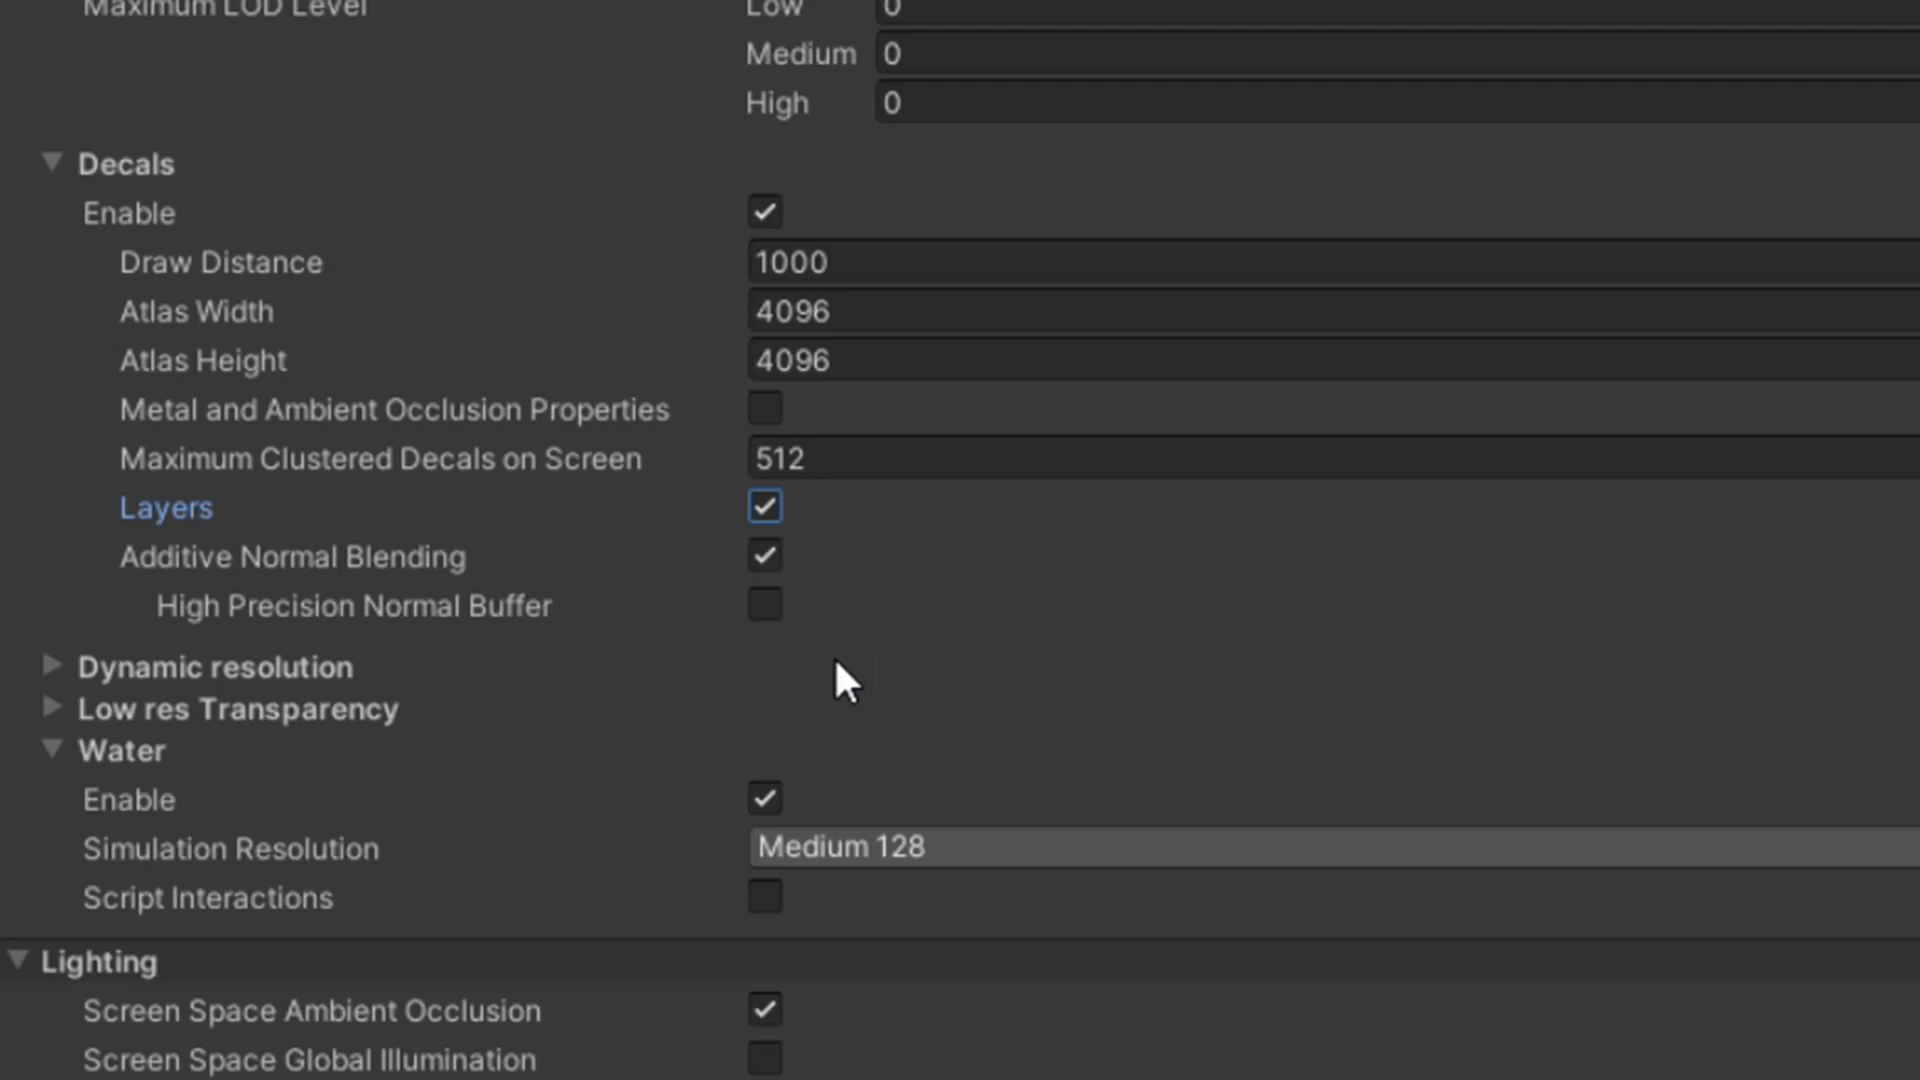 Maximum LOD Level Low 0
Medium 0
High 0
Decals
Enable
Draw Distance 1000
Atlas Width 4096
Atlas Height 4096
Metal and Ambient Occlusion Properties
Maximum Clustered Decals on Screen 512
Layers
Additive Normal Blending
High Precision Normal Buffer
Dynamic resolution
Low res Transparency
Water
Enable
Simulation Resolution Medium 128
Script Interactions
Lighting
Screen Space Ambient Occlusion
Screen Space Global Illumination